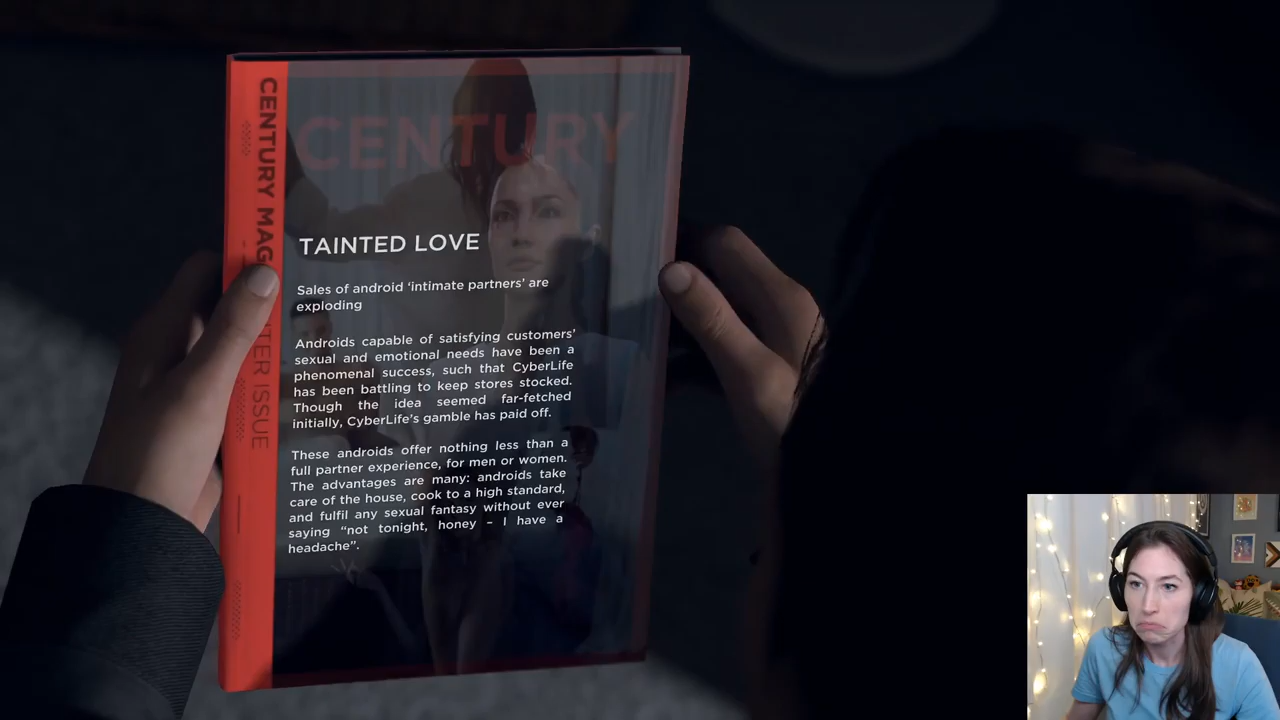 CENTURY MAG
TER ISSUE
CENTURY
TAINTED LOVE
Sales of android ‘intimate partners’ are
exploding
Androids capable of satisfying customers’
sexual and emotional needs have been a
phenomenal success, such that CyberLife
has been battling to keep stores stocked.
Though the idea seemed far-fetched
initially, CyberLife’s gamble has paid off.
These androids offer nothing less than a
full partner experience, for men or women.
The advantages are many: androids take
care of the house, cook to a high standard,
and fulfil any sexual fantasy without ever
saying “not tonight, honey – I have a
headache”.